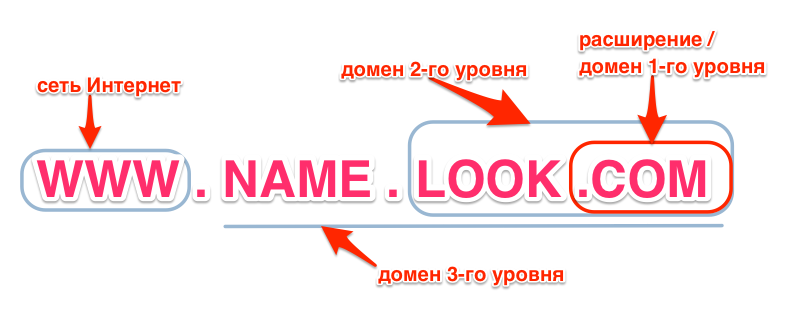 расширение /
домен 1-го уровня
домен 2-го уровня
сеть Интернет
WWW . NAME . LOOK .COM
домен 3-го уровня